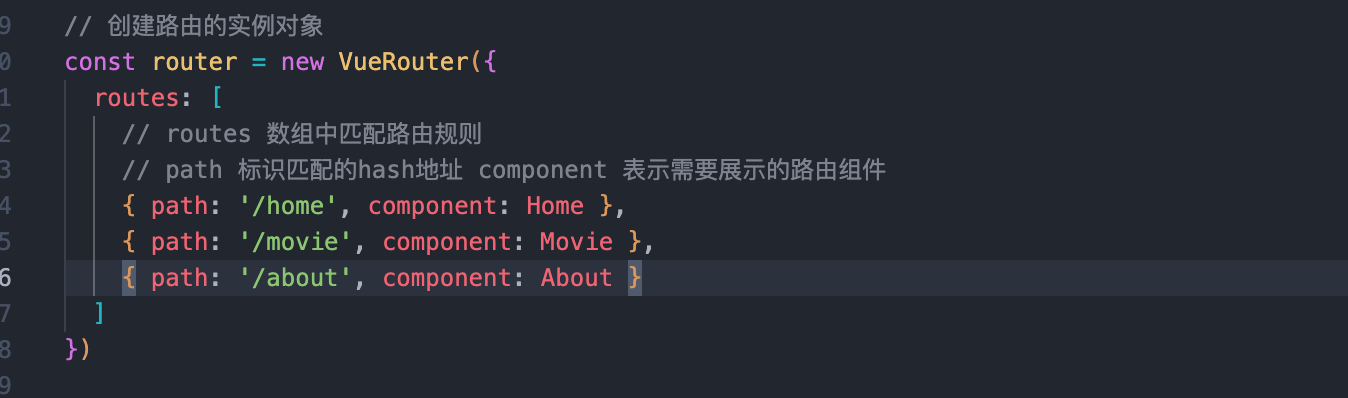 9 // 创建路由的实例对象
0 const router = new VueRouter({
1 routes: [
2 // routes 数组中匹配路由规则
3 // path 标识匹配的hash地址 component 表示需要展示的路由组件
4 { path: '/home', component: Home },
5 { path: '/movie', component: Movie },
6 { path: '/about', component: About }
7 ]
8 })
9